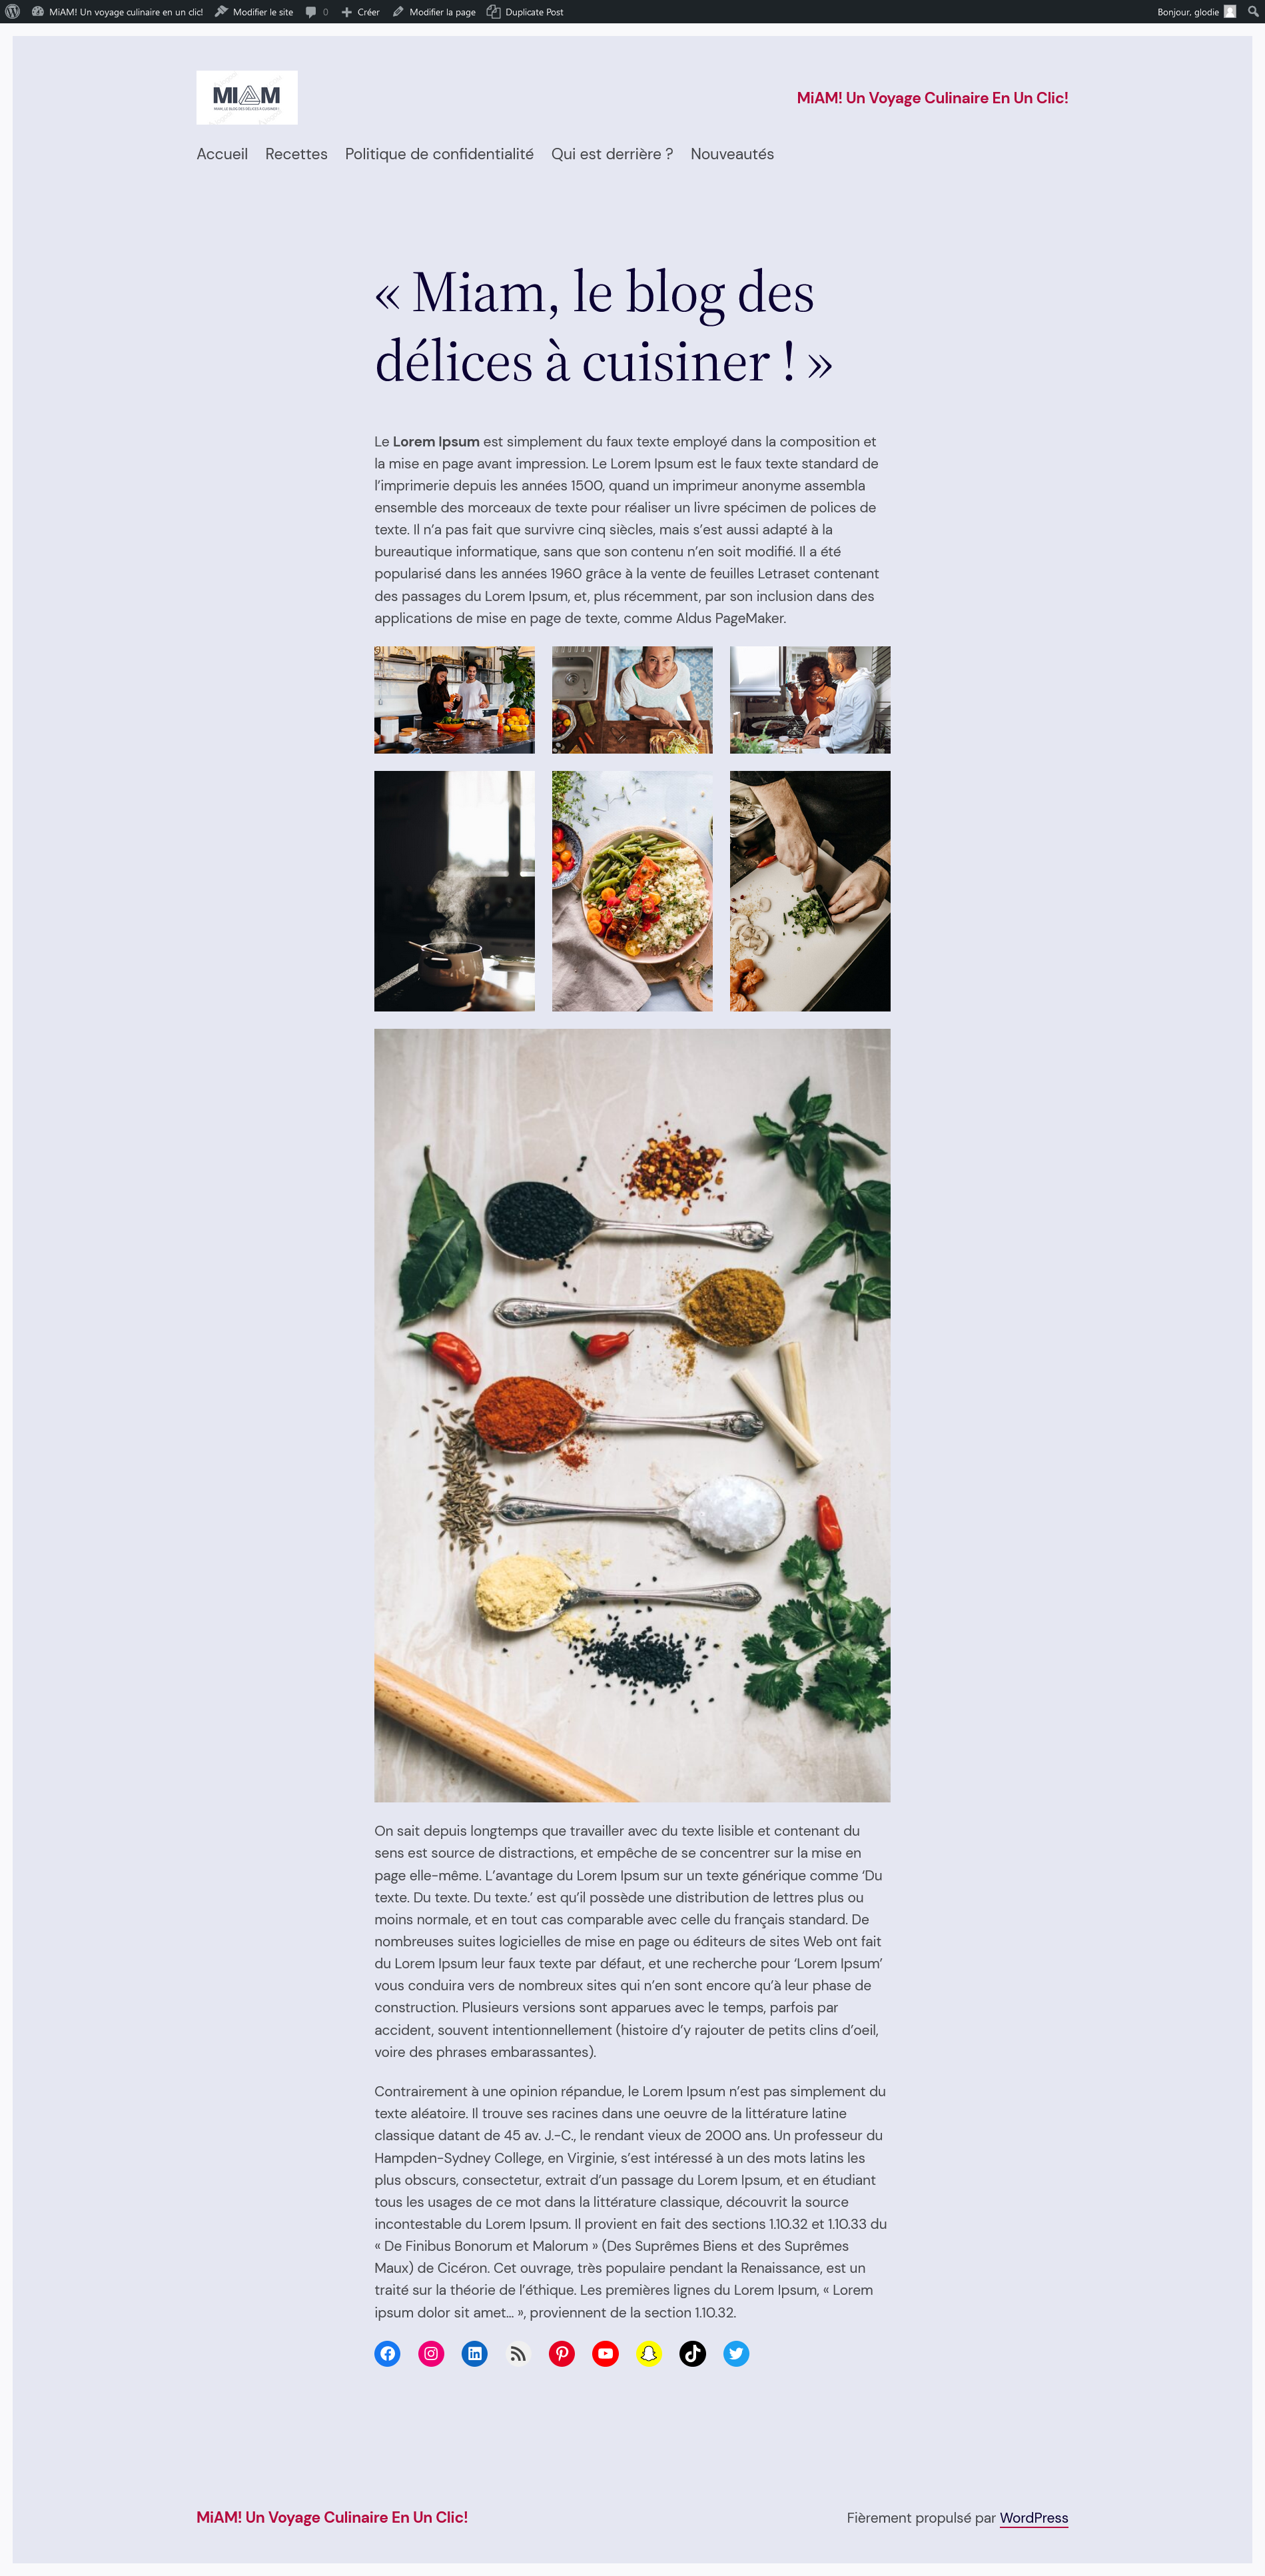 MiAM! Un voyage culinaire en un clic!
Modifier le site
0
Créer
Modifier la page
Duplicate Post
Bonjour, glodie
MIAM
MIAM, LE BLOG DES DÉLICES À CUISINER !
MiAM! Un Voyage Culinaire En Un Clic!
Accueil
Recettes
Politique de confidentialité
Qui est derrière ?
Nouveautés
« Miam, le blog des
délices à cuisiner ! »
Le Lorem Ipsum est simplement du faux texte employé dans la composition et
la mise en page avant impression. Le Lorem Ipsum est le faux texte standard de
l’imprimerie depuis les années 1500, quand un imprimeur anonyme assembla
ensemble des morceaux de texte pour réaliser un livre spécimen de polices de
texte. Il n’a pas fait que survivre cinq siècles, mais s’est aussi adapté à la
bureautique informatique, sans que son contenu n’en soit modifié. Il a été
popularisé dans les années 1960 grâce à la vente de feuilles Letraset contenant
des passages du Lorem Ipsum, et, plus récemment, par son inclusion dans des
applications de mise en page de texte, comme Aldus PageMaker.
On sait depuis longtemps que travailler avec du texte lisible et contenant du
sens est source de distractions, et empêche de se concentrer sur la mise en
page elle-même. L’avantage du Lorem Ipsum sur un texte générique comme ‘Du
texte. Du texte. Du texte.’ est qu’il possède une distribution de lettres plus ou
moins normale, et en tout cas comparable avec celle du français standard. De
nombreuses suites logicielles de mise en page ou éditeurs de sites Web ont fait
du Lorem Ipsum leur faux texte par défaut, et une recherche pour ‘Lorem Ipsum’
vous conduira vers de nombreux sites qui n’en sont encore qu’à leur phase de
construction. Plusieurs versions sont apparues avec le temps, parfois par
accident, souvent intentionnellement (histoire d’y rajouter de petits clins d’oeil,
voire des phrases embarassantes).
Contrairement à une opinion répandue, le Lorem Ipsum n’est pas simplement du
texte aléatoire. Il trouve ses racines dans une oeuvre de la littérature latine
classique datant de 45 av. J.-C., le rendant vieux de 2000 ans. Un professeur du
Hampden-Sydney College, en Virginie, s’est intéressé à un des mots latins les
plus obscurs, consectetur, extrait d’un passage du Lorem Ipsum, et en étudiant
tous les usages de ce mot dans la littérature classique, découvrit la source
incontestable du Lorem Ipsum. Il provient en fait des sections 1.10.32 et 1.10.33 du
« De Finibus Bonorum et Malorum » (Des Suprêmes Biens et des Suprêmes
Maux) de Cicéron. Cet ouvrage, très populaire pendant la Renaissance, est un
traité sur la théorie de l’éthique. Les premières lignes du Lorem Ipsum, « Lorem
ipsum dolor sit amet… », proviennent de la section 1.10.32.
MiAM! Un Voyage Culinaire En Un Clic!
Fièrement propulsé par WordPress